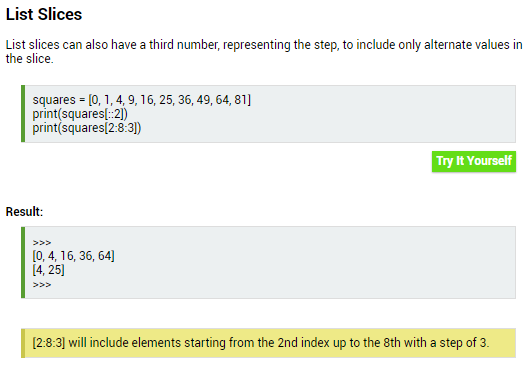 List Slices
List slices can also have a third number, representing the step, to include only alternate values in
the slice.
squares = [0, 1, 4, 9, 16, 25, 36, 49, 64, 81]
print(squares[::2])
print(squares[2:8:3])
Try It Yourself
Result:
>>>
[0, 4, 16, 36, 64]
[4, 25]
>>>
[2:8:3] will include elements starting from the 2nd index up to the 8th with a step of 3.